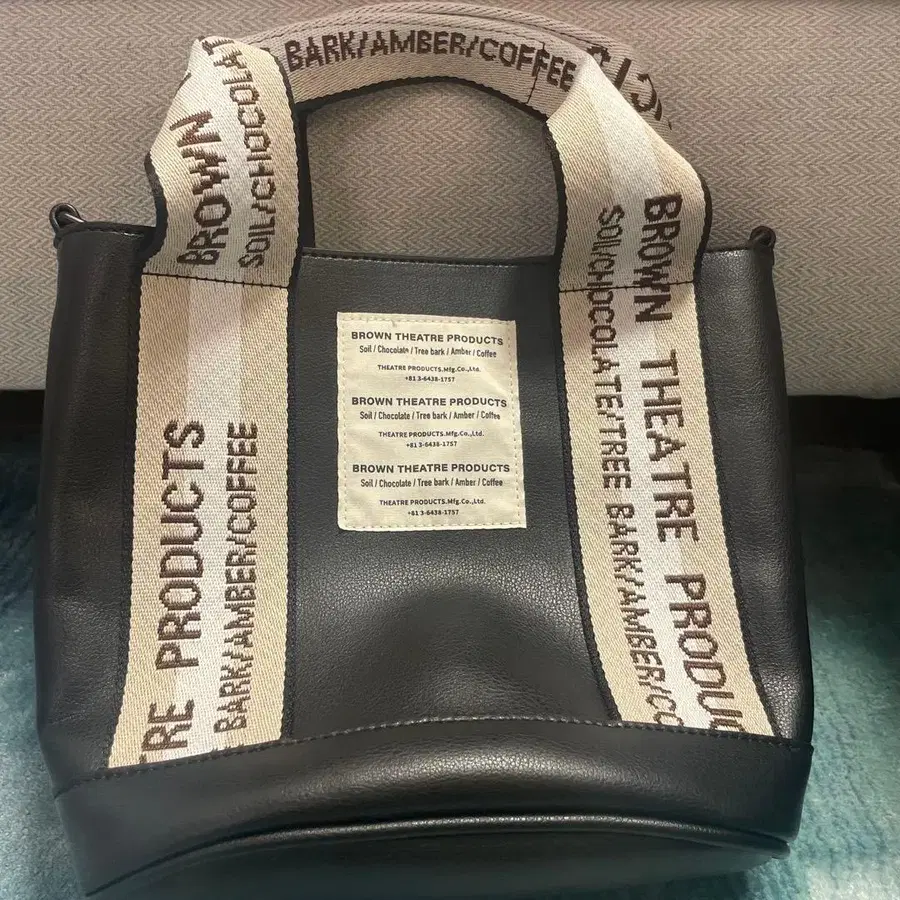 BARK/AMBER/COFFEE
BROWN
SOIL/CHOCOLAT
BROWN THEATRE PRODU
SOIL/CHOCOLATE/TREE BARK/AMBER/CO
BROWN THEATRE PRODUCTS
Soil / Chocolate / Tree bark / Amber / Coffee
THEATRE PRODUCTS.Mfg.Co.,Ltd.
+81 3-6438-1757
BROWN THEATRE PRODUCTS
Soil / Chocolate / Tree bark / Amber / Coffee
THEATRE PRODUCTS.Mfg.Co.,Ltd.
+81 3-6438-1757
BROWN THEATRE PRODUCTS
Soil / Chocolate / Tree bark / Amber / Coffee
THEATRE PRODUCTS.Mfg.Co.,Ltd.
+81 3-6438-1757
RE PRODUCTS
BARK/AMBER/COFFEE